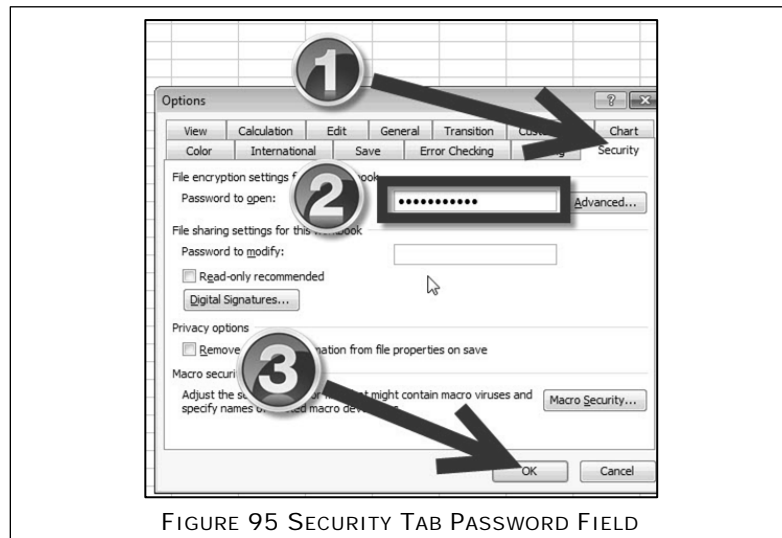 1
Options
View Calculation Edit General Transition Chart
Color International Save Error Checking Security
File encryption settings
2
Password to open: ••••••••••• Advanced...
File sharing settings for this workbook
Password to modify:
Read-only recommended
Digital Signatures...
Privacy options
Remove from file properties on save
3
Macro
Adjust the might contain macro viruses and
specify names macro Macro Security...
OK Cancel
FIGURE 95 SECURITY TAB PASSWORD FIELD